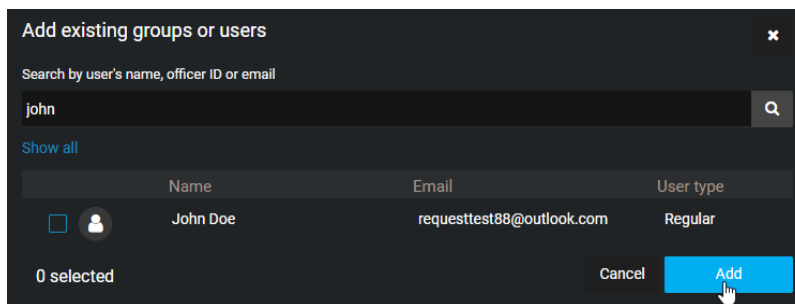 Add existing groups or users
Search by user's name, officer ID or email
john
Show all
Name Email User type
John Doe requesttest88@outlook.com Regular
0 selected Cancel Add